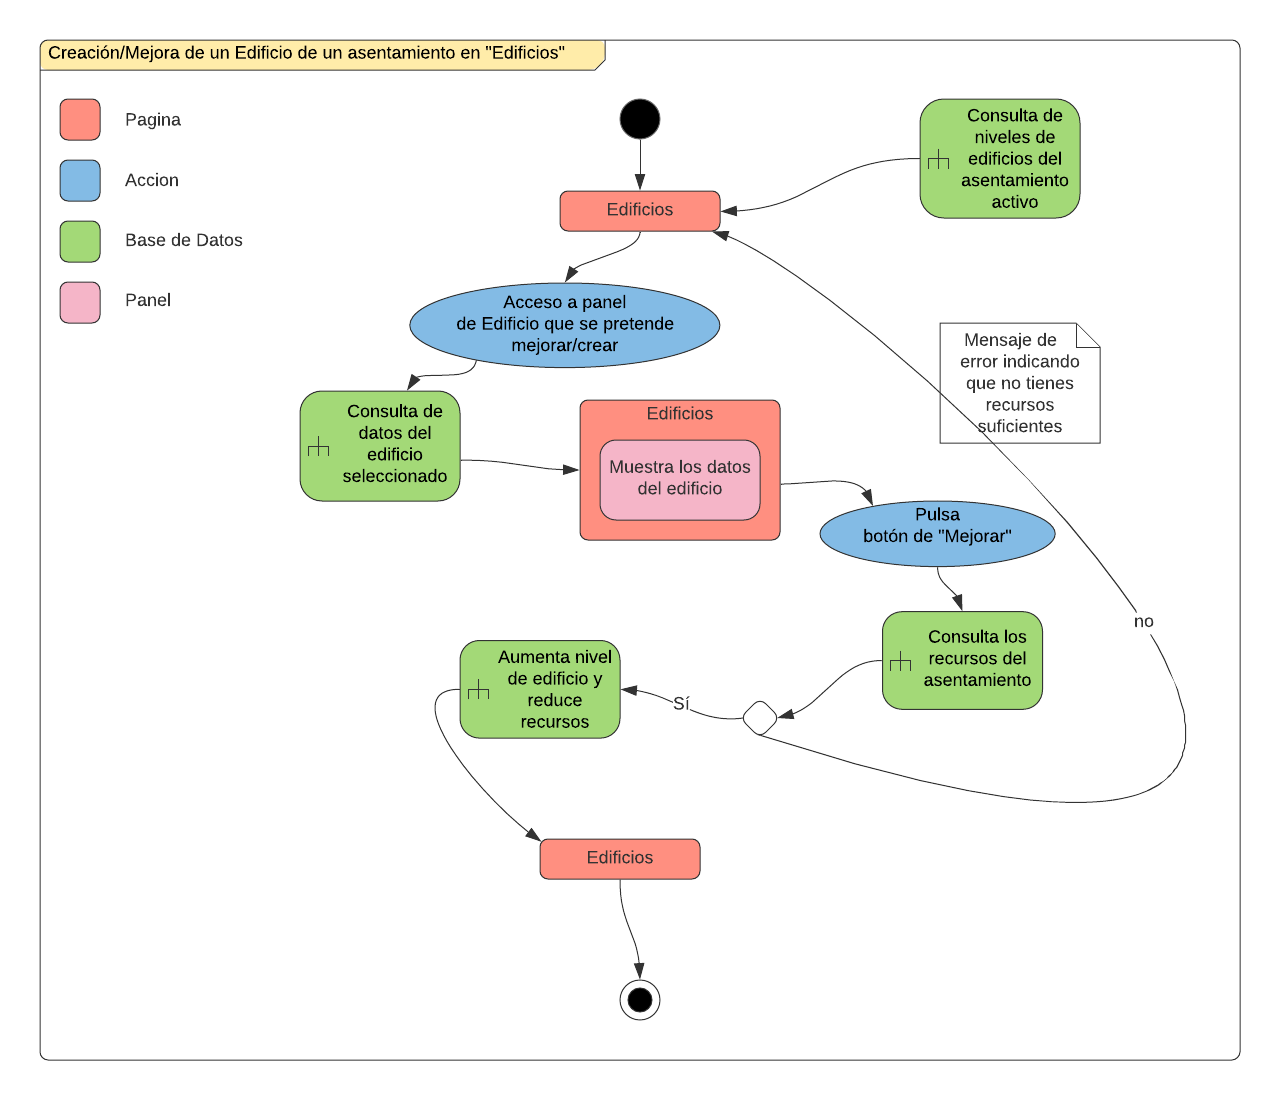 Creación/Mejora de un Edificio de un asentamiento en "Edificios"
Pagina
Accion
Base de Datos
Panel
Consulta de
niveles de
edificios del
asentamiento
activo
Edificios
Acceso a panel
de Edificio que se pretende
mejorar/crear
Mensaje de
error indicando
que no tienes
recursos
suficientes
Consulta de
datos del
edificio
seleccionado
Edificios
Muestra los datos
del edificio
Pulsa
botón de "Mejorar"
no
Consulta los
recursos del
asentamiento
Sí
Aumenta nivel
de edificio y
reduce
recursos
Edificios